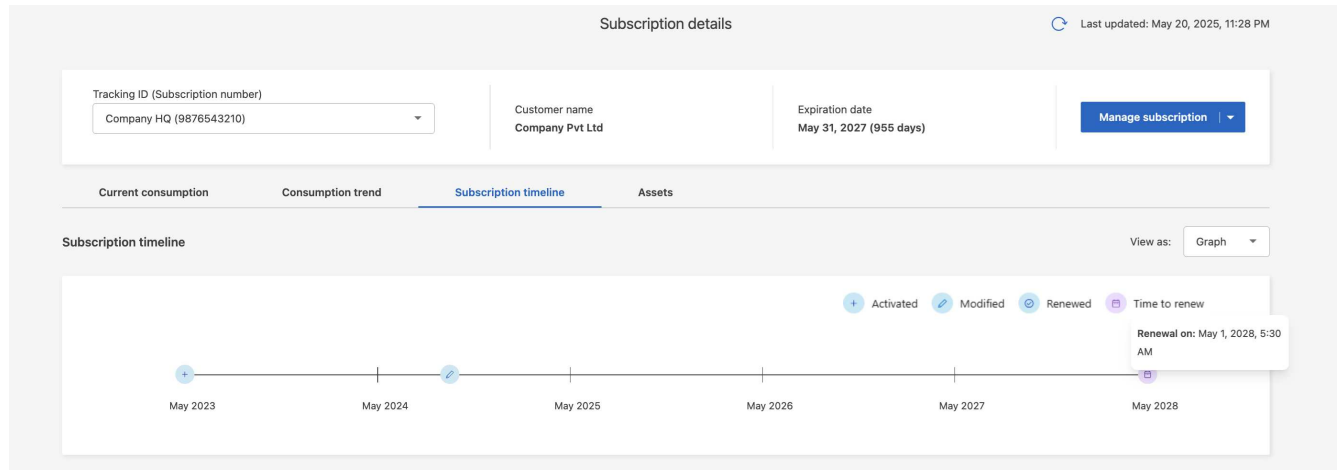 Subscription details
Last updated: May 20, 2025, 11:28 PM
Tracking ID (Subscription number)
Company HQ (9876543210)
Customer name
Company Pvt Ltd
Expiration date
May 31, 2027 (955 days)
Manage subscription
Current consumption
Consumption trend
Subscription timeline
Assets
Subscription timeline
View as:
Graph
Activated
Modified
Renewed
Time to renew
Renewal on: May 1, 2028, 5:30
AM
May 2023
May 2024
May 2025
May 2026
May 2027
May 2028